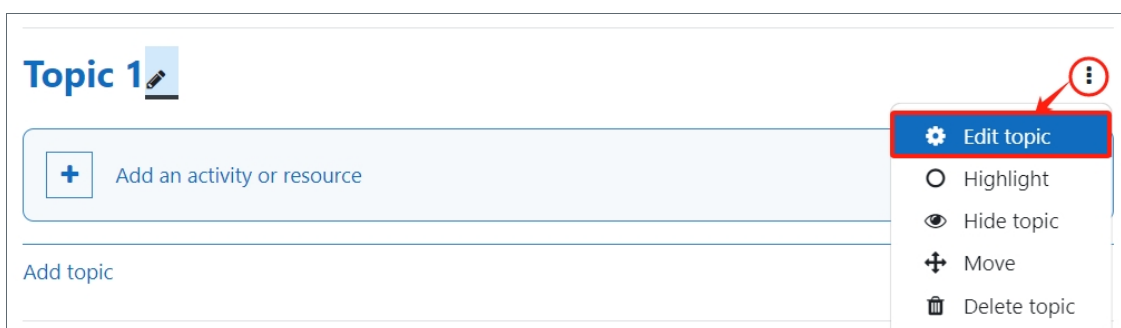 Topic 1
Edit topic
Add an activity or resource
Highlight
Hide topic
Add topic
Move
Delete topic